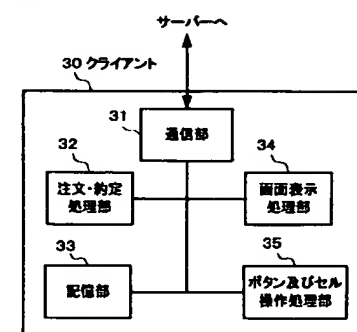 サーバーへ
30 クライアント
31
通信部
32
注文・約定
処理部
34
画面表示
処理部
33
記憶部
35
ボタン及びセル
操作処理部